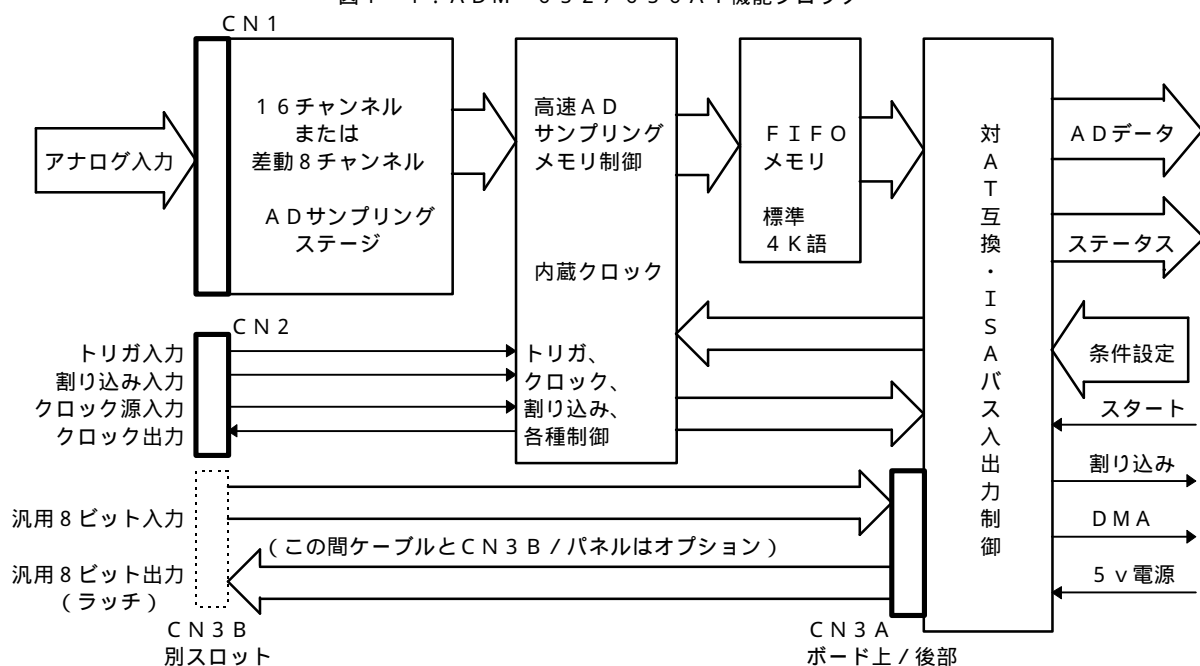 CN1
アナログ入力
16チャンネル
または
差動8チャンネル
ADサンプリング
ステージ
高速AD
サンプリング
メモリ制御
内蔵クロック
トリガ、
クロック、
割り込み、
各種制御
FIFO
メモリ
標準
4K語
対AT互換・ISAバス入出力制御
ADデータ
ステータス
条件設定
スタート
割り込み
DMA
5v電源
CN2
トリガ入力
割り込み入力
クロック源入力
クロック出力
汎用8ビット入力
(この間ケーブルとCN3B/パネルはオプション)
汎用8ビット出力
(ラッチ)
CN3B
別スロット
CN3A
ボード上/後部